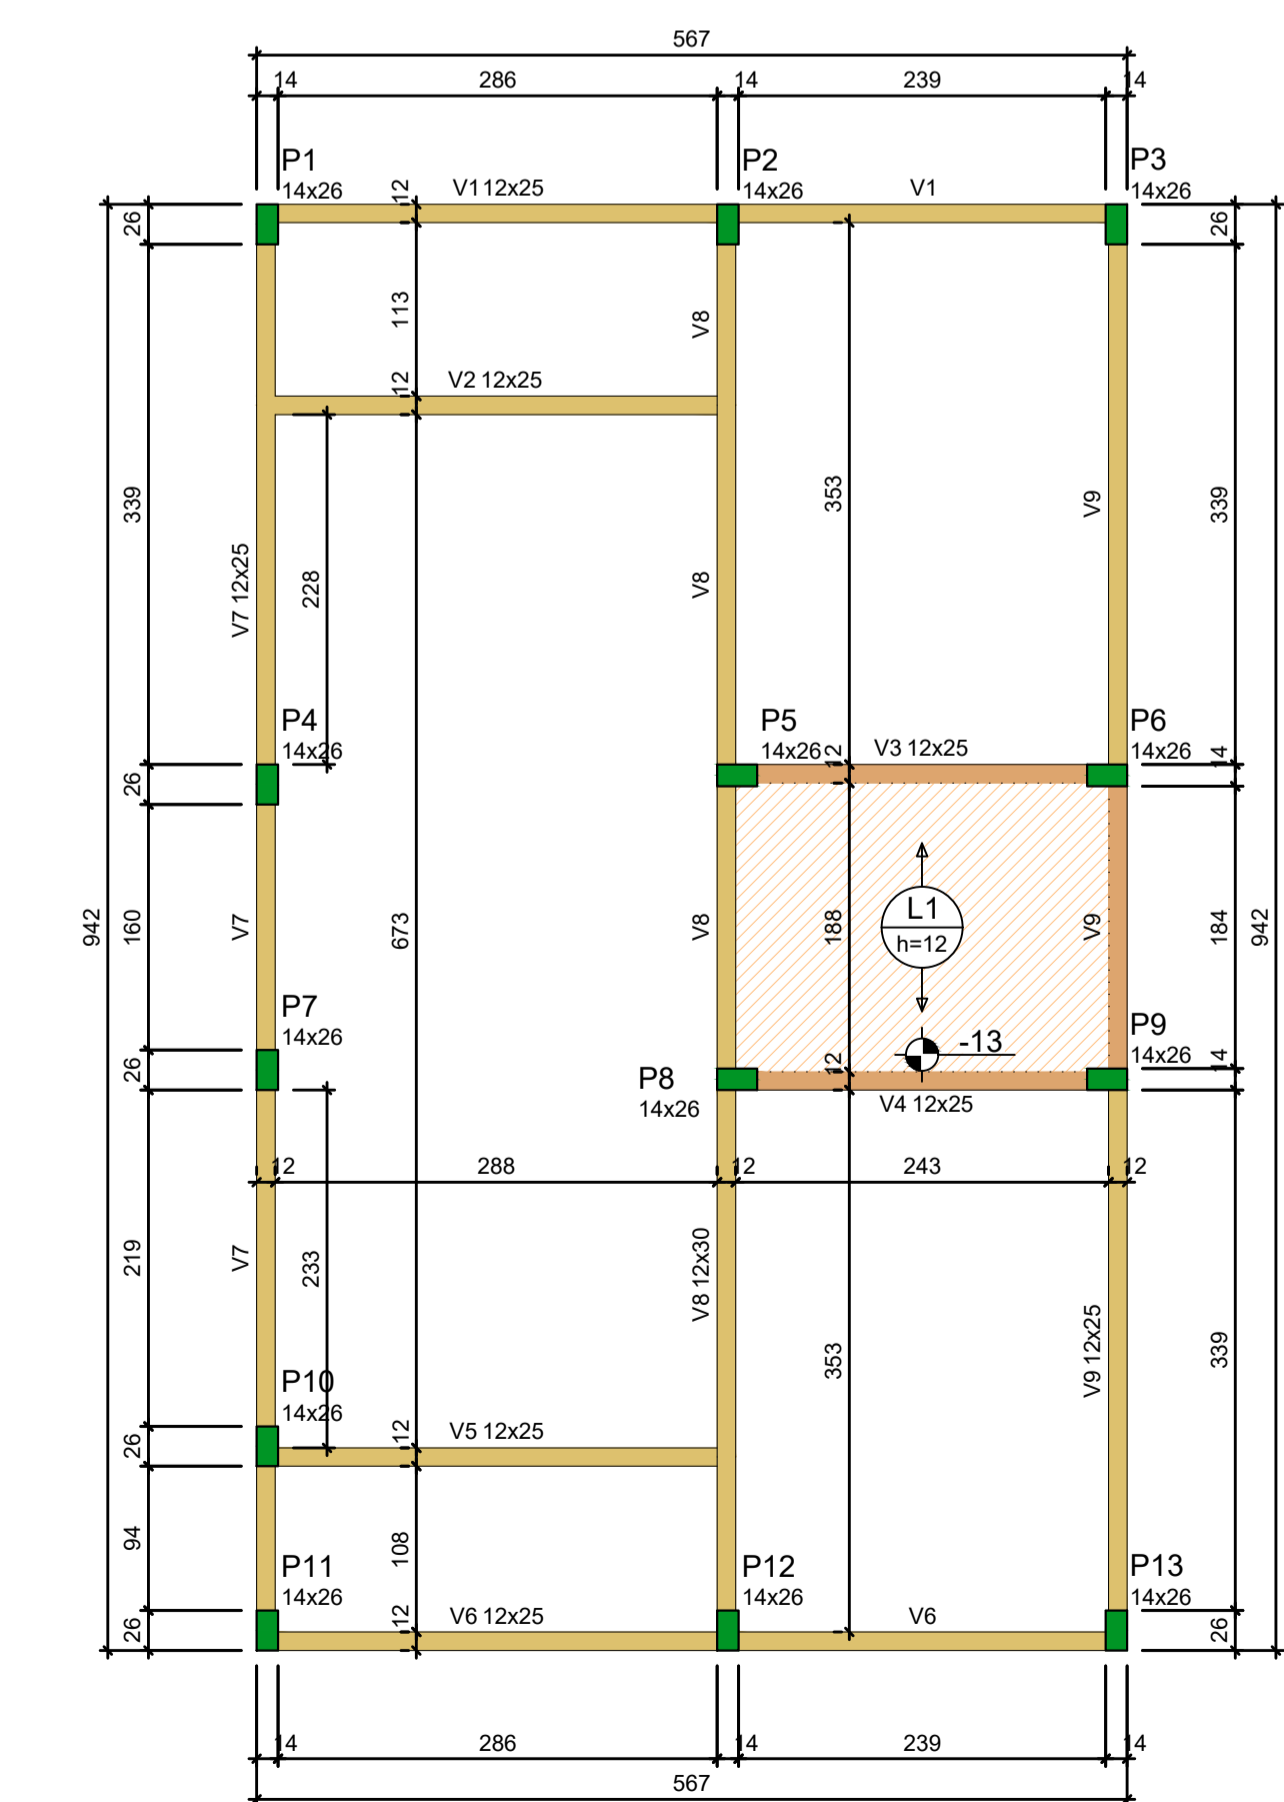 567
14 286 14 239 14
P1 P2 P3
14x26 12 V1 12x25 14x26 V1 14x26
26 26
113 V8
12 V2 12x25
339 353 V9 339
V7 12x25 228 V8
P4 P5 P6
14x26 14x26 12 V3 12x25 14x26 14
26
L1
942 160 V7 673 V8 188 h=12 V9 184 942
P7 P9
14x26 -13 14x26 14
26 12
P8
14x26 V4 12x25
12 288 12 243 12
219 V7 233 V8 12x30
353 V9 12x25 339
P10
14x26
26 12 V5 12x25
94 108
P11 P12 P13
14x26 14x26 14x26
26 12 V6 12x25 V6 26
14 286 14 239 14
567